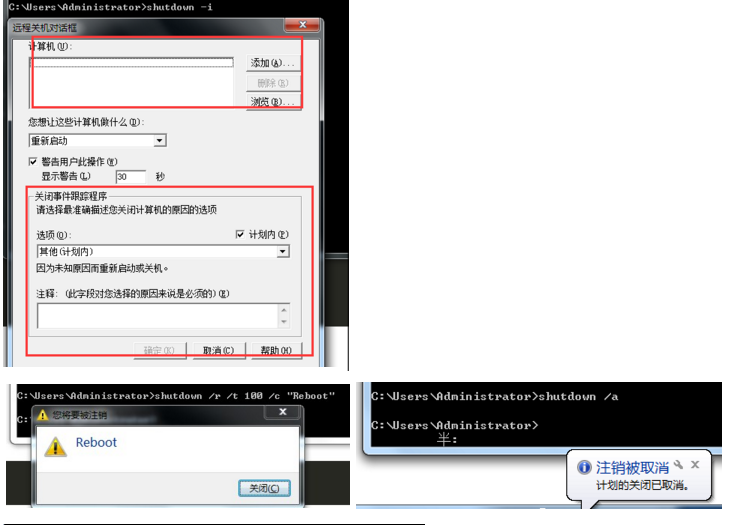 C:\Users\Administrator>shutdown -i
远程关机对话框
计算机(U):
添加(A)...
删除(R)
浏览(B)...
您想让这些计算机做什么(D):
重新启动
警告用户此操作(W)
显示警告(L) 30 秒
关闭事件跟踪程序
请选择最准确描述您关闭计算机的原因的选项
选项(O): 计划内(P)
其他(计划内)
因为未知原因而重新启动或关机。
注释: (此字段对您选择的原因来说是必须的)(E)
确定(K) 取消(C) 帮助(H)
C:\Users\Administrator>shutdown /r /t 100 /c "Reboot"
C:
您将要被注销
Reboot
关闭(C)
C:\Users\Administrator>shutdown /a
C:\Users\Administrator>
半:
注销被取消
计划的关闭已取消。